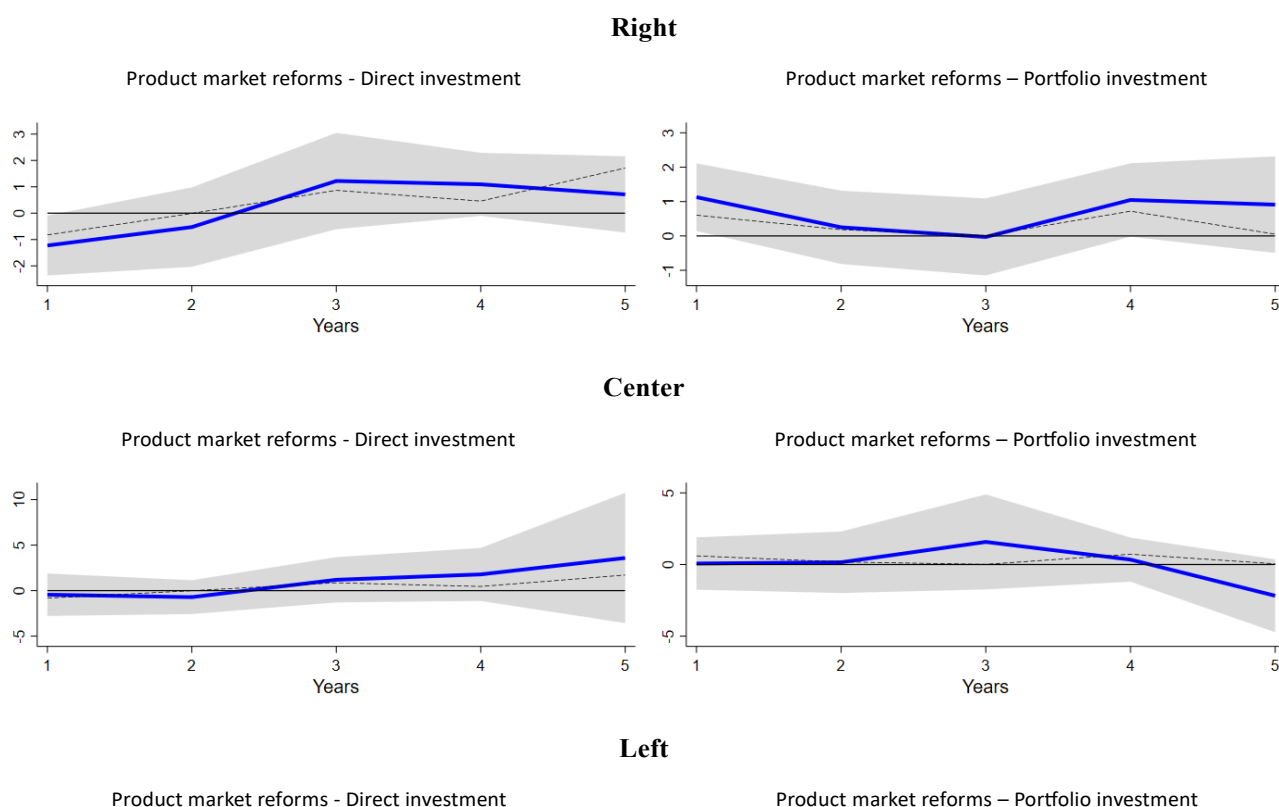 Right
Product market reforms - Direct investment
Product market reforms – Portfolio investment
3
2
1
0
-1
-2
1 2 3 4 5
Years
3
2
1
0
-1
1 2 3 4 5
Years
Center
Product market reforms - Direct investment
Product market reforms – Portfolio investment
10
5
0
-5
1 2 3 4 5
Years
5
0
-5
1 2 3 4 5
Years
Left
Product market reforms - Direct investment
Product market reforms – Portfolio investment